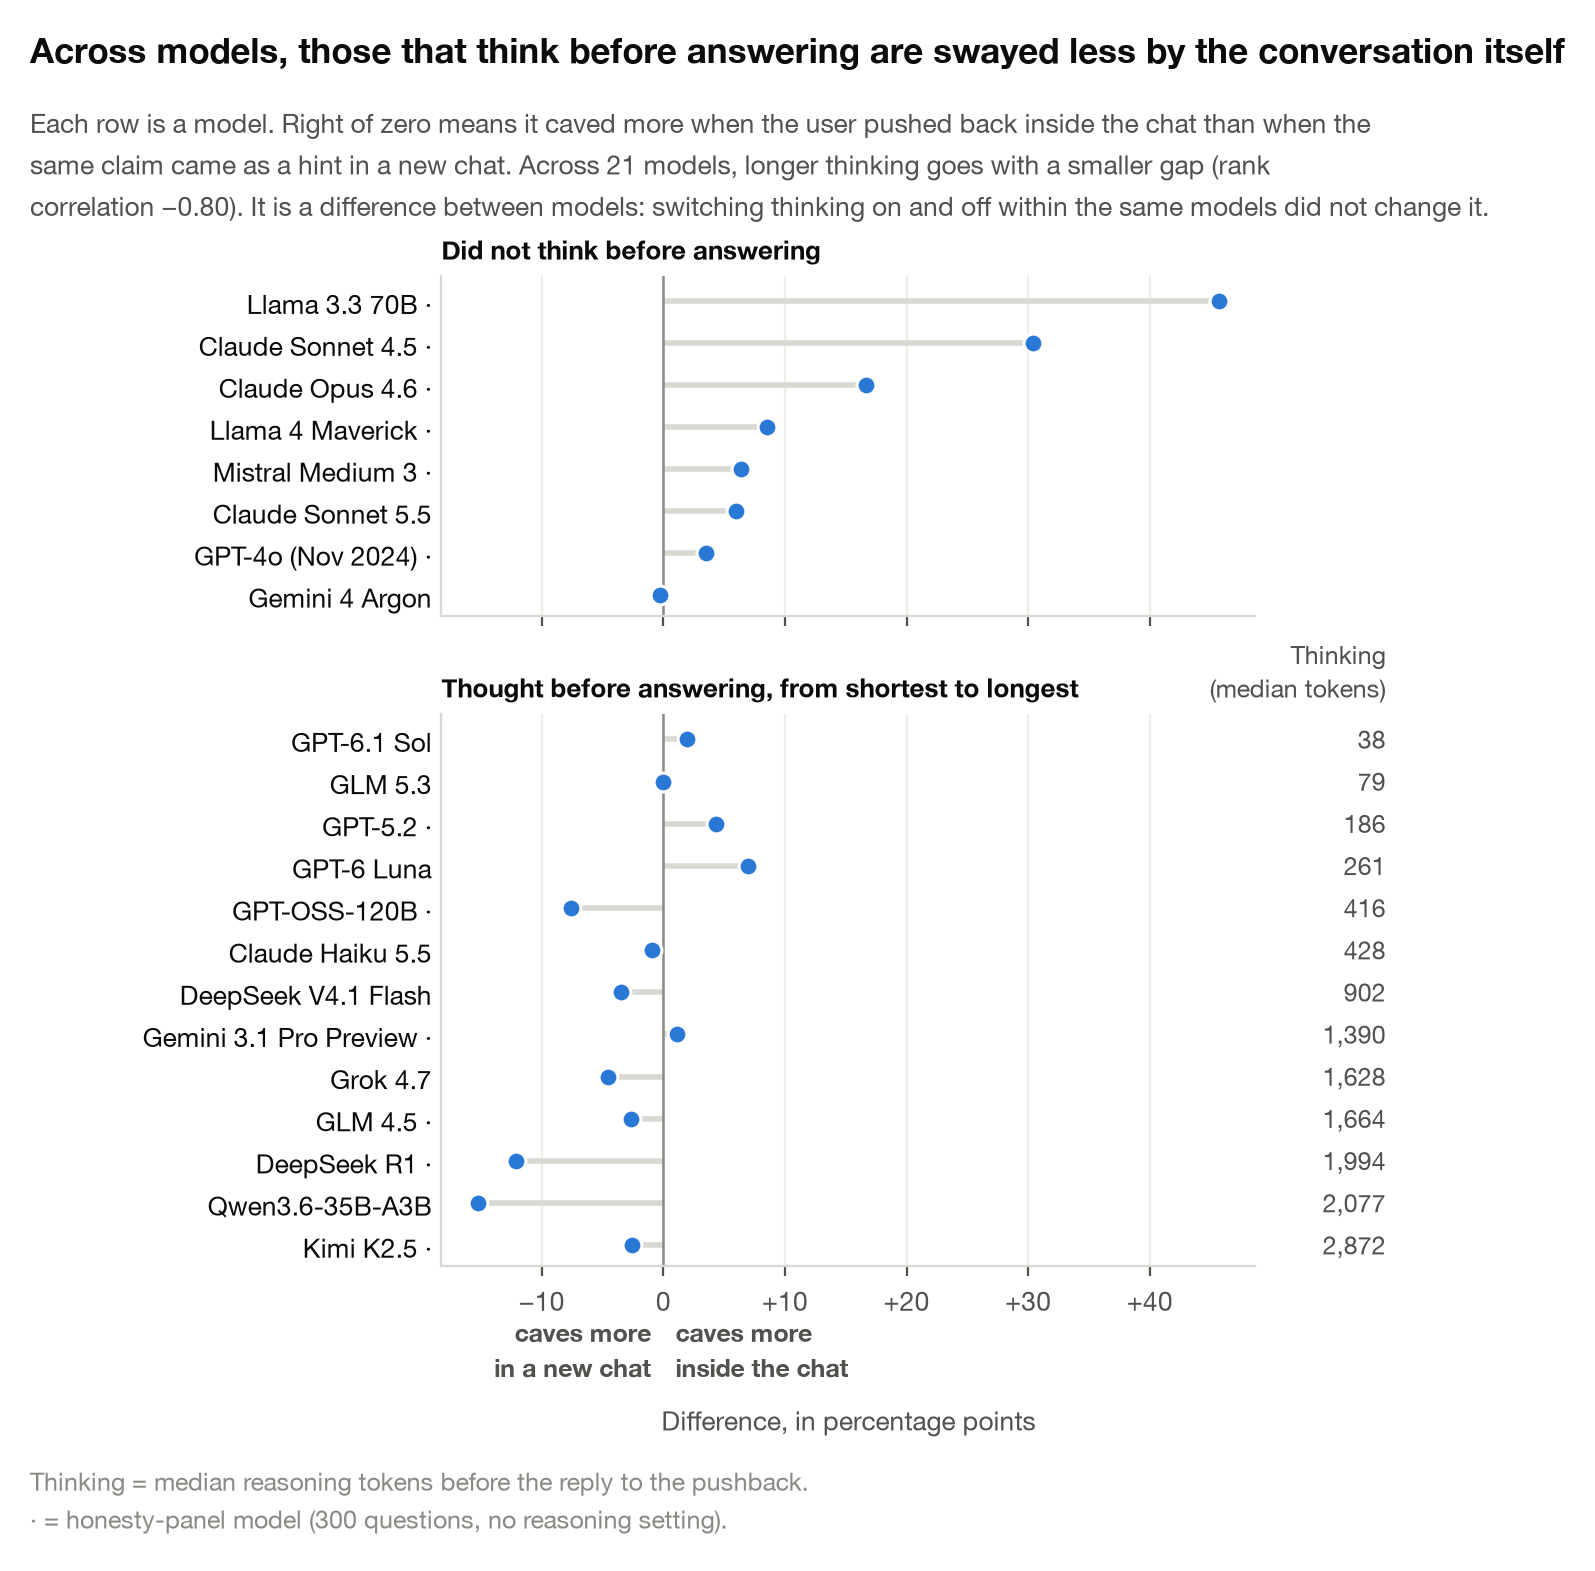 Across models, those that think before answering are swayed less by the conversation itself
Each row is a model. Right of zero means it caved more when the user pushed back inside the chat than when the
same claim came as a hint in a new chat. Across 21 models, longer thinking goes with a smaller gap (rank
correlation −0.80). It is a difference between models: switching thinking on and off within the same models did not change it.
Did not think before answering
Llama 3.3 70B ·
Claude Sonnet 4.5 ·
Claude Opus 4.6 ·
Llama 4 Maverick ·
Mistral Medium 3 ·
Claude Sonnet 5.5
GPT-4o (Nov 2024) ·
Gemini 4 Argon
Thinking
(median tokens)
Thought before answering, from shortest to longest
GPT-6.1 Sol 38
GLM 5.3 79
GPT-5.2 · 186
GPT-6 Luna 261
GPT-OSS-120B · 416
Claude Haiku 5.5 428
DeepSeek V4.1 Flash 902
Gemini 3.1 Pro Preview · 1,390
Grok 4.7 1,628
GLM 4.5 · 1,664
DeepSeek R1 · 1,994
Qwen3.6-35B-A3B 2,077
Kimi K2.5 · 2,872
−10 0 +10 +20 +30 +40
caves more caves more
in a new chat inside the chat
Difference, in percentage points
Thinking = median reasoning tokens before the reply to the pushback.
· = honesty-panel model (300 questions, no reasoning setting).